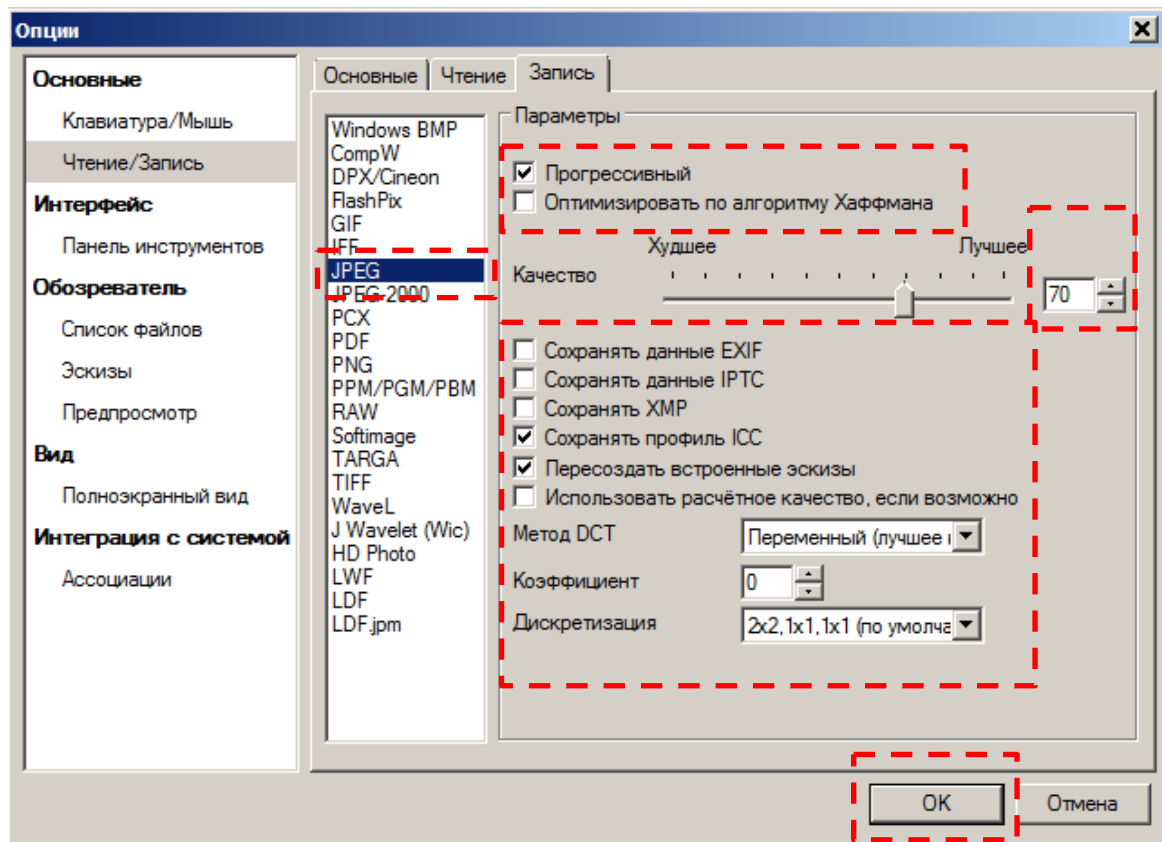 Опции
Основные
Клавиатура/Мышь
Чтение/Запись
Интерфейс
Панель инструментов
Обозреватель
Список файлов
Эскизы
Предпросмотр
Вид
Полноэкранный вид
Интеграция с системой
Ассоциации
Основные Чтение Запись
Windows BMP
CompW
DPX/Cineon
FlashPix
GIF
IFF
JPEG
JPEG-2000
PCX
PDF
PNG
PPM/PGM/PBM
RAW
Softimage
TARGA
TIFF
WaveL
J Wavelet (Wic)
HD Photo
LWF
LDF
LDF.jpm
Параметры
Прогрессивный
Оптимизировать по алгоритму Хаффмана
Худшее Лучшее
Качество 70
Сохранять данные EXIF
Сохранять данные IPTC
Сохранять XMP
Сохранять профиль ICC
Пересоздать встроенные эскизы
Использовать расчётное качество, если возможно
Метод DCT Переменный (лучшее
Коэффициент 0
Дискретизация 2x2,1x1,1x1 (по умолча
OK Отмена